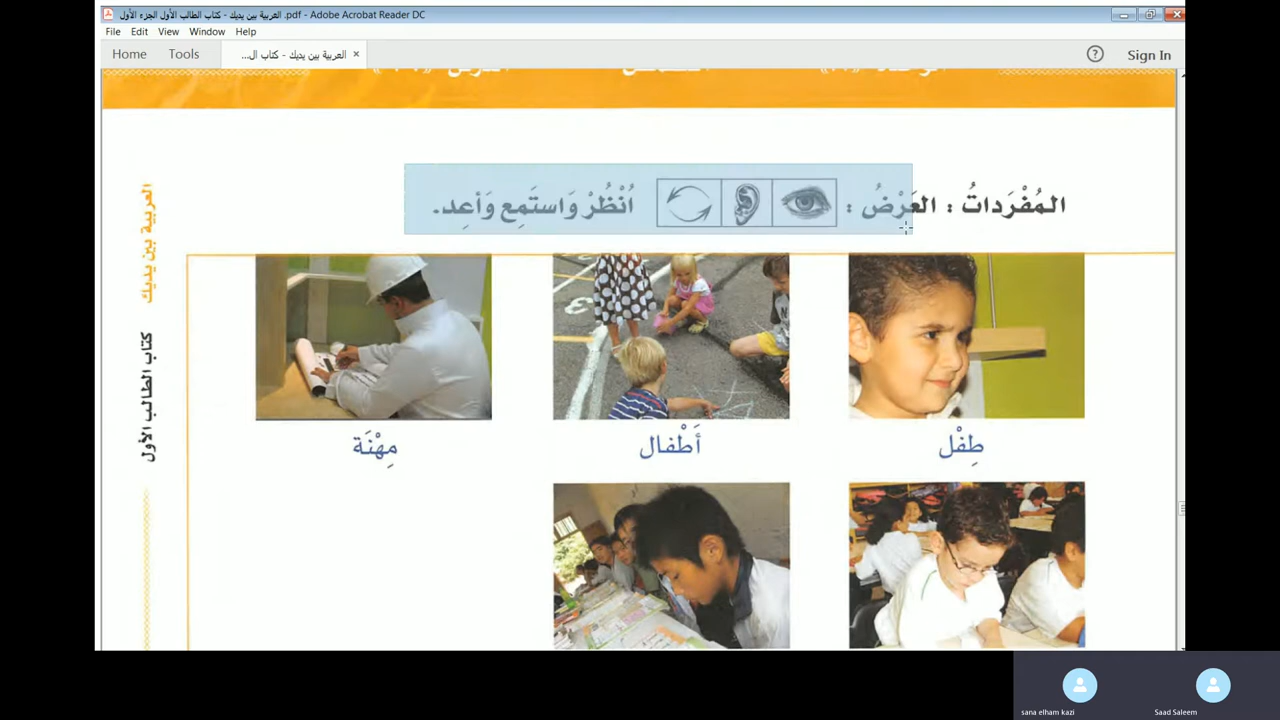 العربية بين يديك - كتاب الطالب الأول الجزء الأول.pdf - Adobe Acrobat Reader DC
File Edit View Window Help
Home Tools العربية بين يديك - كتاب ال... × ? Sign In
المُفْرَداتُ : العَرْضُ : اُنْظُرْ وَاستَمِع وَأعِد.
طِفْل أَطْفال مِهْنَة
العربية بين يديك كتاب الطالب الأول
sana elham kazi Saad Saleem